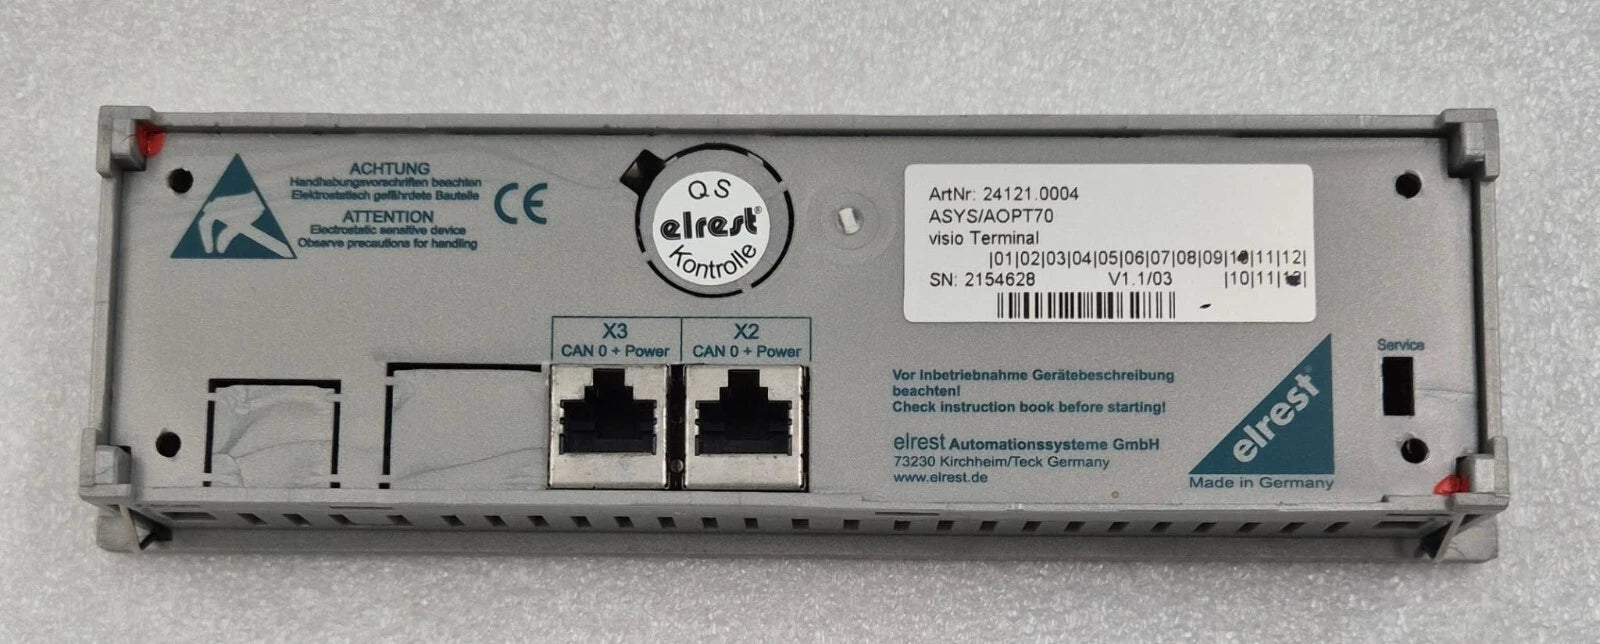 ACHTUNG
Handhabungsvorschriften beachten
Elektrostatisch gefährdete Bauteile
ATTENTION
Electrostatic sensitive device
Observe precautions for handling
CE
QS
elrest®
Kontrolle
ArtNr: 24121.0004
ASYS/AOPT70
visio Terminal
|01|02|03|04|05|06|07|08|09|10|11|12|
SN: 2154628 V1.1/03 |10|11|12|
X3
CAN 0 + Power
X2
CAN 0 + Power
Service
Vor Inbetriebnahme Gerätebeschreibung
beachten!
Check instruction book before starting!
elrest Automationssysteme GmbH
73230 Kirchheim/Teck Germany
www.elrest.de
elrest®
Made in Germany